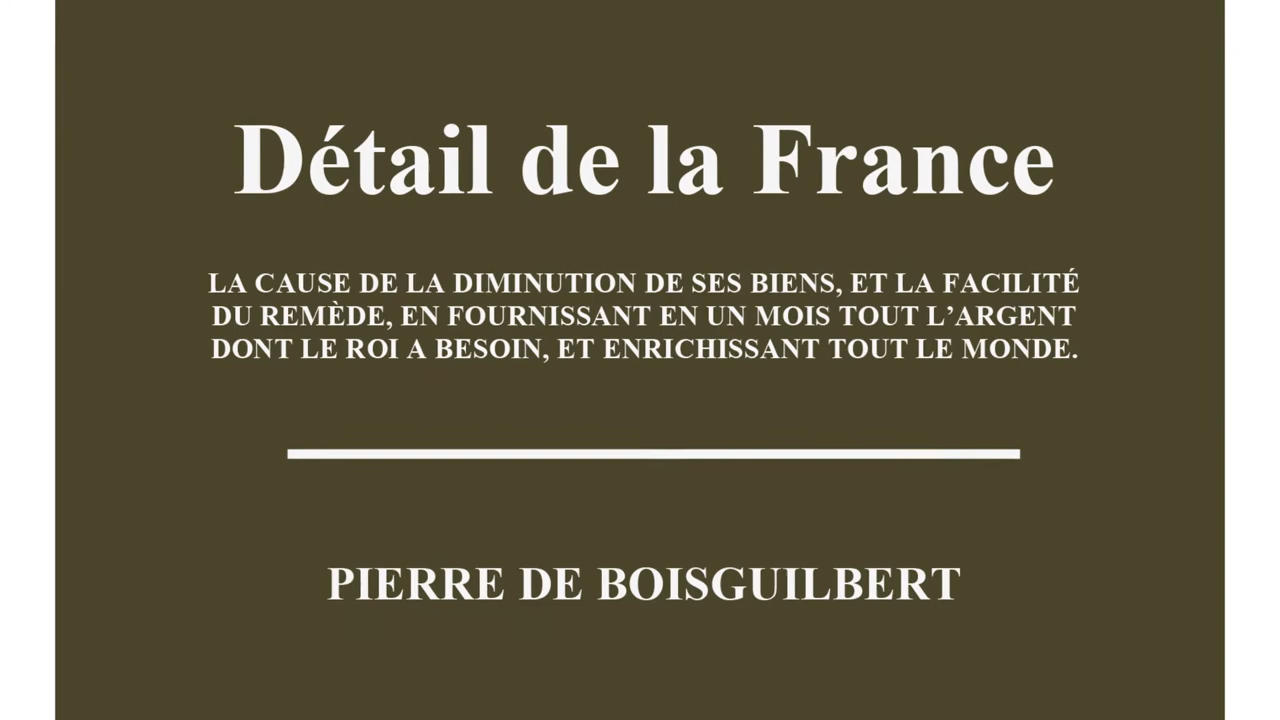 Détail de la France
LA CAUSE DE LA DIMINUTION DE SES BIENS, ET LA FACILITÉ
DU REMÈDE, EN FOURNISSANT EN UN MOIS TOUT L’ARGENT
DONT LE ROI A BESOIN, ET ENRICHISSANT TOUT LE MONDE.
PIERRE DE BOISGUILBERT